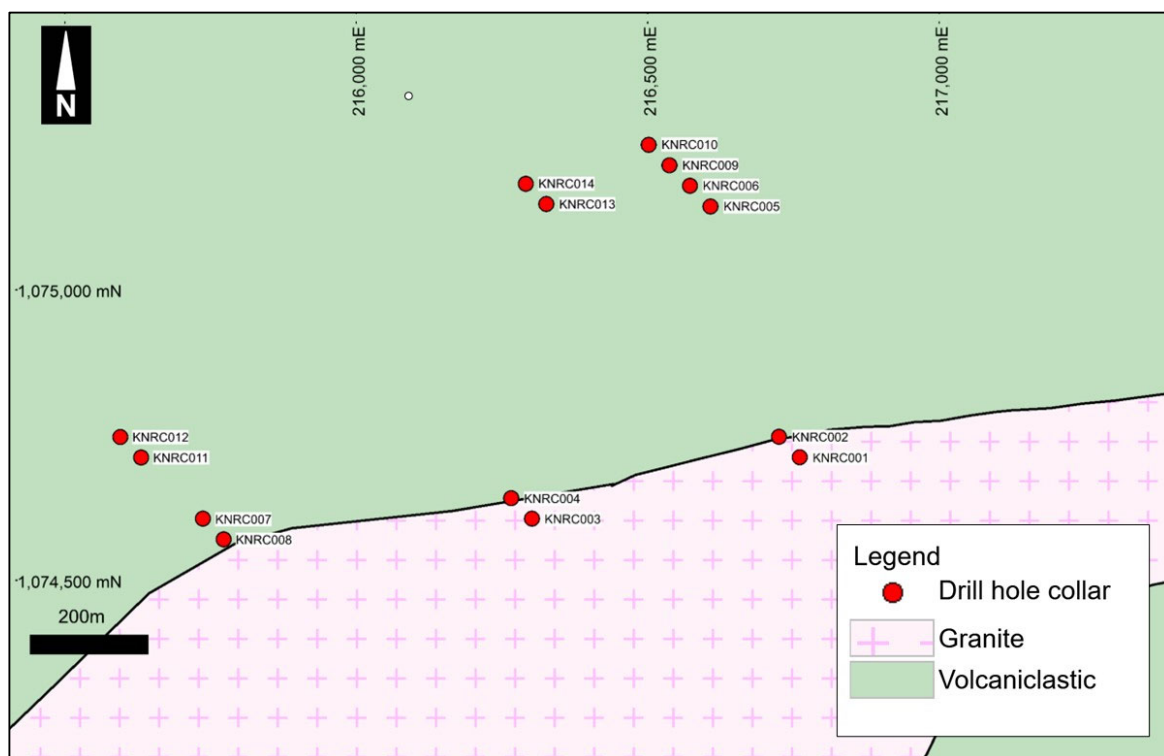 N
216,000 mE
216,500 mE
217,000 mE
KNRC010
KNRC009
KNRC014
KNRC006
KNRC013
KNRC005
1,075,000 mN
KNRC012
KNRC002
KNRC011
KNRC001
KNRC004
KNRC007
KNRC003
KNRC008
1,074,500 mN
200m
Legend
Drill hole collar
Granite
Volcaniclastic